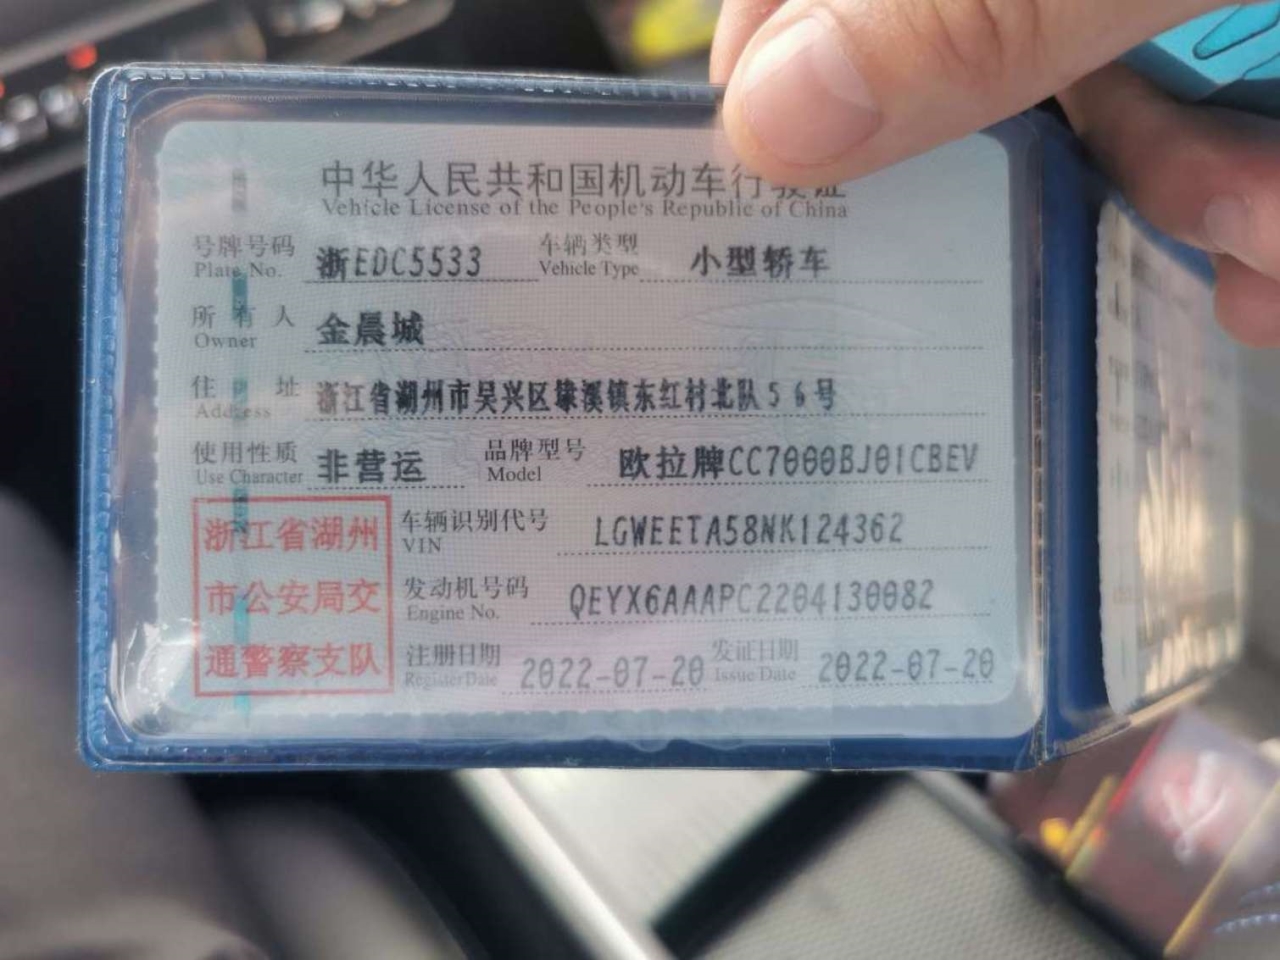 中华人民共和国机动车行驶证
Vehicle License of the People's Republic of China
号牌号码 浙EDC5533 车辆类型 小型轿车
Plate No. Vehicle Type
所有人 金晨城
Owner
住址 浙江省湖州市吴兴区埭溪镇东红村北队56号
Address
使用性质 非营运 品牌型号 欧拉牌CC7000BJ01CBEV
Use Character Model
浙江省湖州
市公安局交
通警察支队
车辆识别代号 LGWEETA58NK124362
VIN
发动机号码 QEYX6AAAPC2204130082
Engine No.
注册日期 2022-07-20 发证日期 2022-07-20
Register Date Issue Date